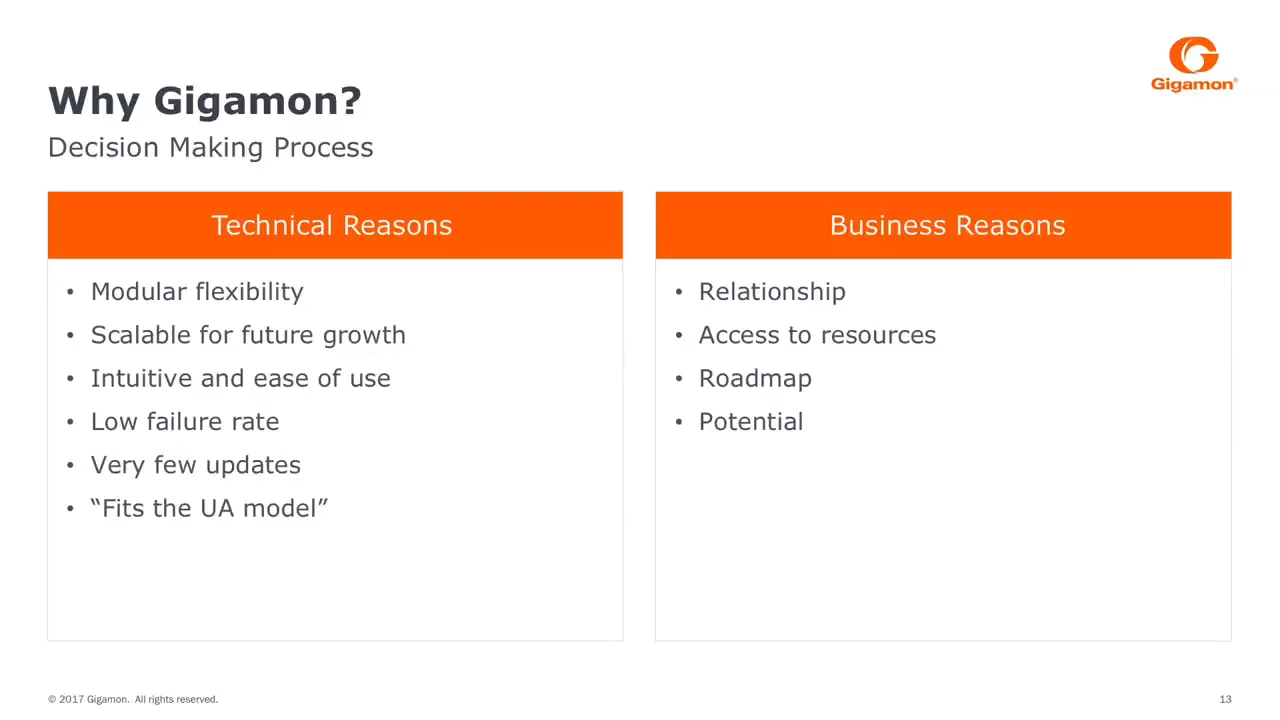 Gigamon®
Why Gigamon?
Decision Making Process
Technical Reasons
• Modular flexibility
• Scalable for future growth
• Intuitive and ease of use
• Low failure rate
• Very few updates
• “Fits the UA model”
Business Reasons
• Relationship
• Access to resources
• Roadmap
• Potential
© 2017 Gigamon. All rights reserved.
13